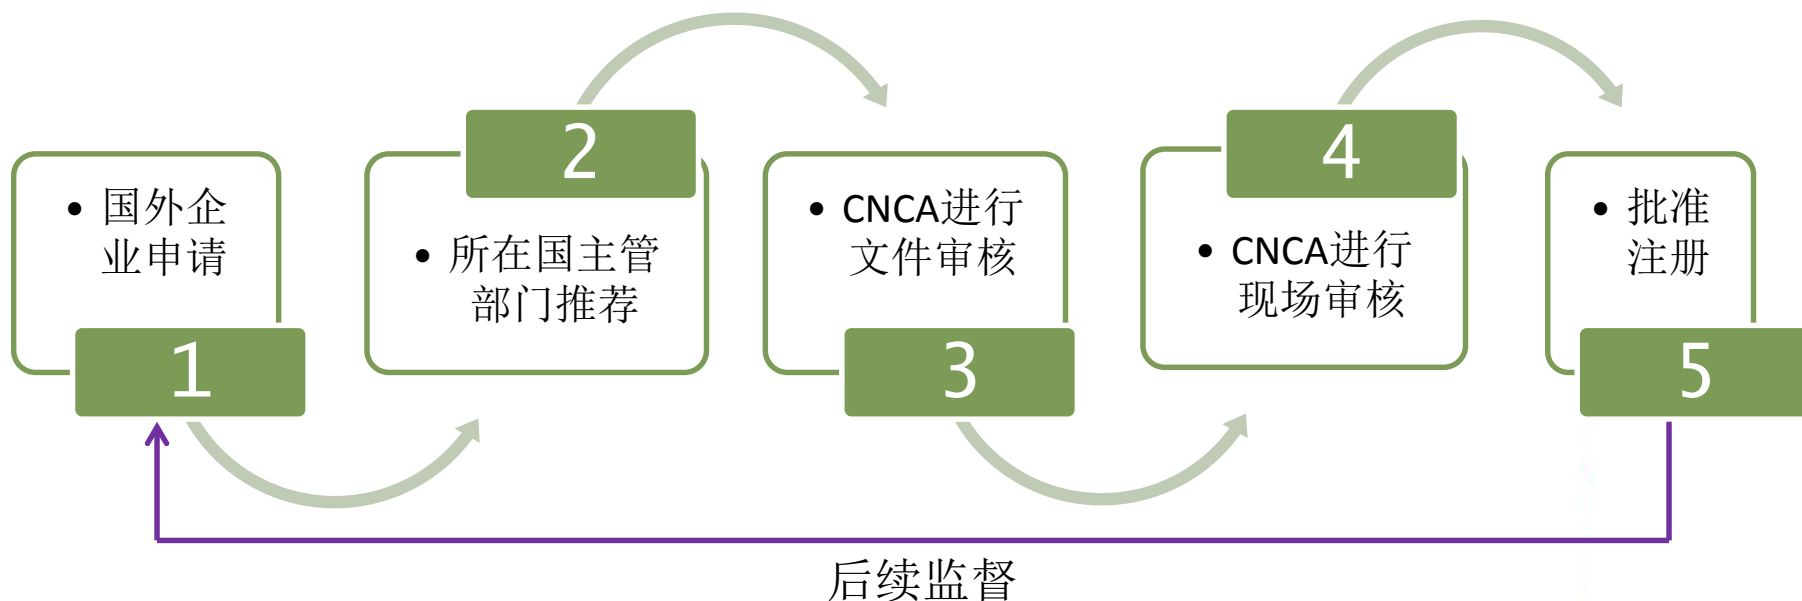 1
• 国外企
业申请
2
• 所在国主管
部门推荐
3
• CNCA进行
文件审核
4
• CNCA进行
现场审核
5
• 批准
注册
后续监督